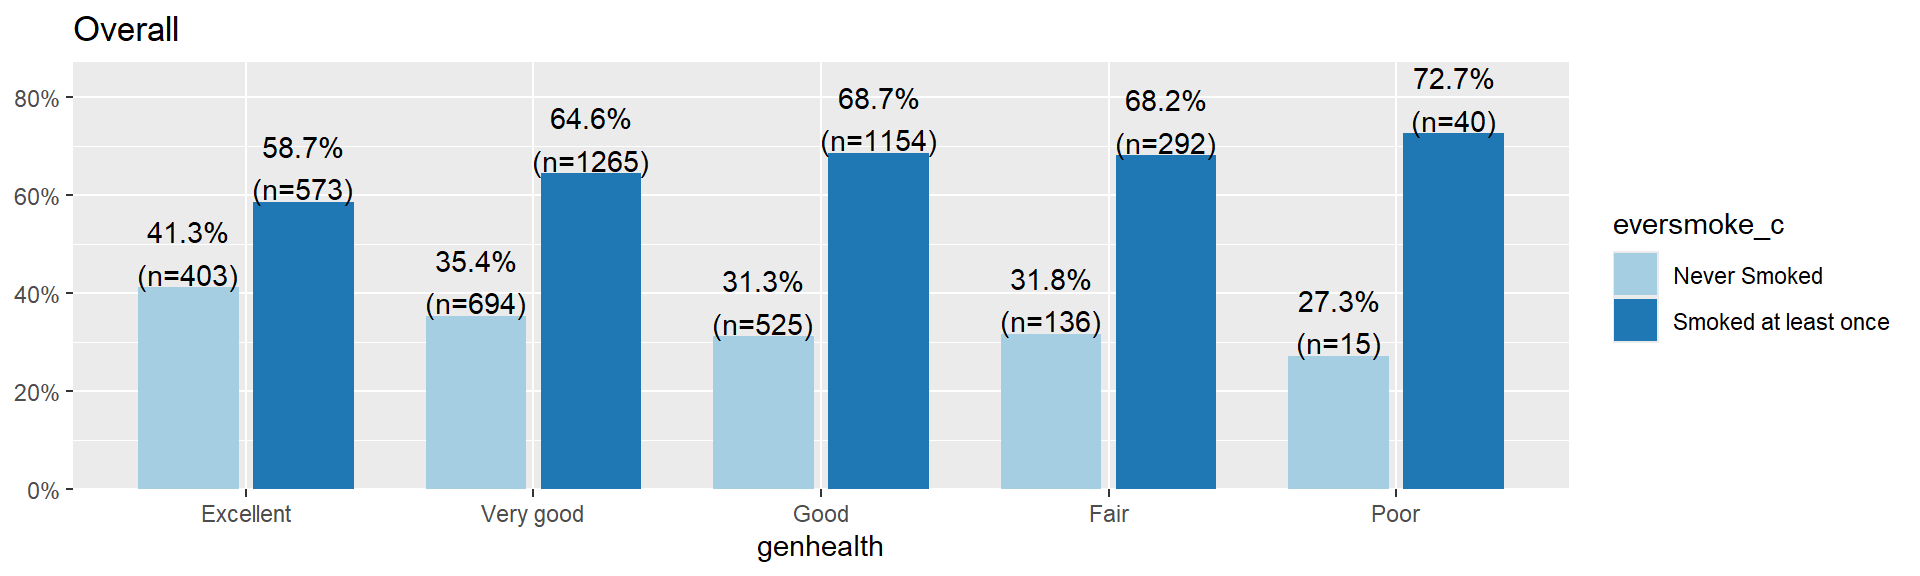 Overall
80%
60%
40%
20%
0%
41.3%
(n=403)
58.7%
(n=573)
35.4%
(n=694)
64.6%
(n=1265)
31.3%
(n=525)
68.7%
(n=1154)
31.8%
(n=136)
68.2%
(n=292)
27.3%
(n=15)
72.7%
(n=40)
Excellent
Very good
Good
Fair
Poor
genhealth
eversmoke_c
Never Smoked
Smoked at least once